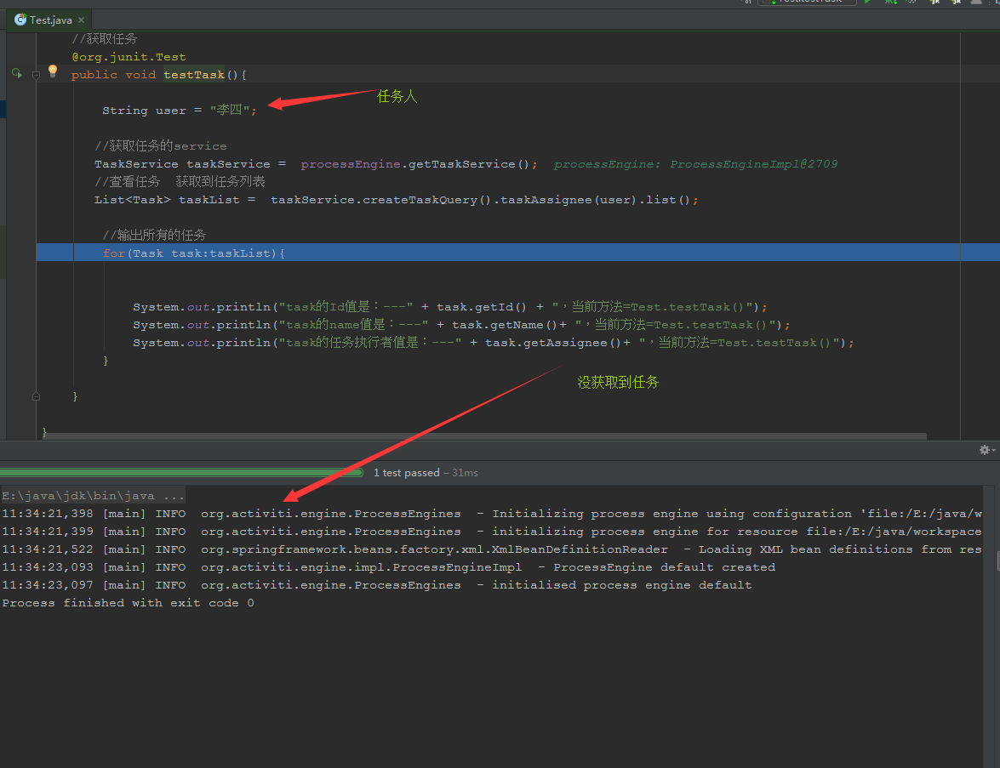 Test.java ×
//获取任务
@org.junit.Test
public void testTask(){
任务人
String user = "李四";
//获取任务的service
TaskService taskService =  processEngine.getTaskService();  processEngine: ProcessEngineImpl@2709
//查看任务  获取到任务列表
List<Task> taskList =  taskService.createTaskQuery().taskAssignee(user).list();
//输出所有的任务
for(Task task:taskList){
System.out.println("task的Id值是：---" + task.getId() + "，当前方法=Test.testTask()");
System.out.println("task的name值是：---" + task.getName()+ "，当前方法=Test.testTask()");
System.out.println("task的任务执行者值是：---" + task.getAssignee()+ "，当前方法=Test.testTask()");
}
没获取到任务
}
}
1 test passed – 31ms
E:\java\jdk\bin\java ...
11:34:21,398 [main] INFO  org.activiti.engine.ProcessEngines  - Initializing process engine using configuration 'file:/E:/java/w
11:34:21,399 [main] INFO  org.activiti.engine.ProcessEngines  - initializing process engine for resource file:/E:/java/workspace
11:34:21,522 [main] INFO  org.springframework.beans.factory.xml.XmlBeanDefinitionReader  - Loading XML bean definitions from res
11:34:23,093 [main] INFO  org.activiti.engine.impl.ProcessEngineImpl  - ProcessEngine default created
11:34:23,097 [main] INFO  org.activiti.engine.ProcessEngines  - initialised process engine default
Process finished with exit code 0